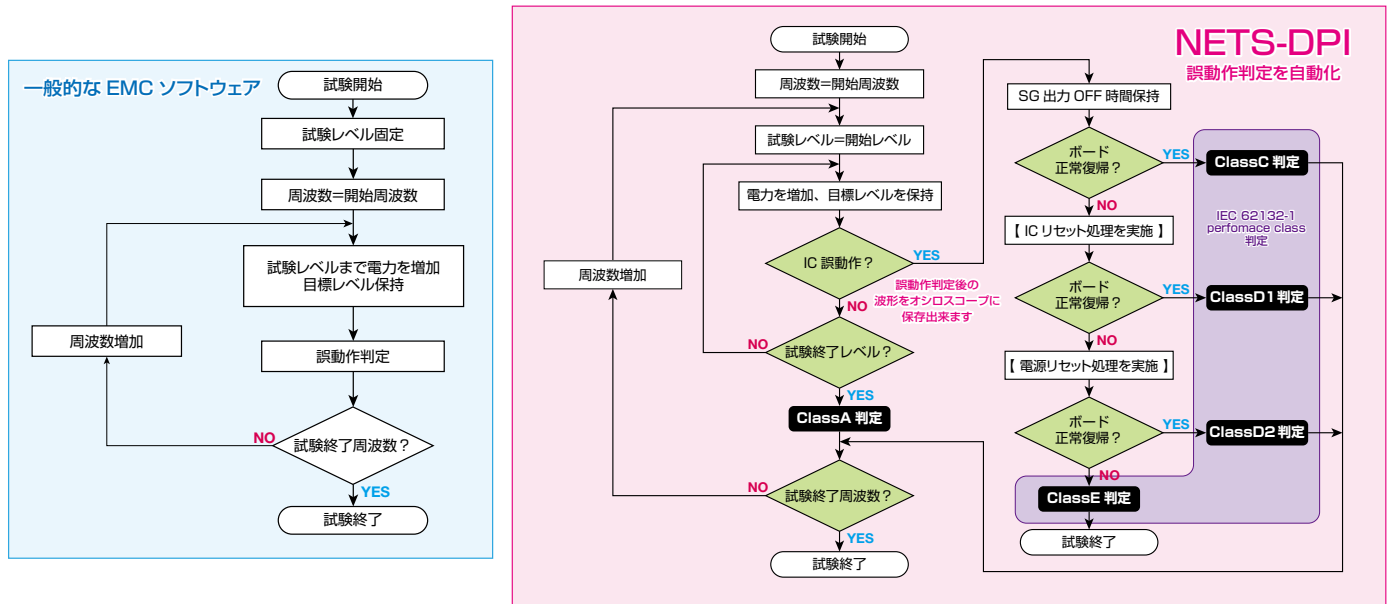 一般的な EMC ソフトウェア
試験開始
試験レベル固定
周波数=開始周波数
試験レベルまで電力を増加
目標レベル保持
周波数増加
誤動作判定
試験終了周波数?
NO
YES
試験終了
NETS-DPI
誤動作判定を自動化
試験開始
周波数=開始周波数
試験レベル=開始レベル
電力を増加、目標レベルを保持
周波数増加
IC 誤動作?
YES
誤動作判定後の
波形をオシロスコープに
保存出来ます
NO
試験終了レベル?
NO
YES
ClassA 判定
試験終了周波数?
NO
YES
試験終了
SG 出力 OFF 時間保持
ボード
正常復帰?
YES
ClassC 判定
NO
IEC 62132-1
perfomace class
判定
【 IC リセット処理を実施 】
ボード
正常復帰?
YES
ClassD1 判定
NO
【 電源リセット処理を実施 】
ボード
正常復帰?
YES
ClassD2 判定
NO
ClassE 判定
試験終了